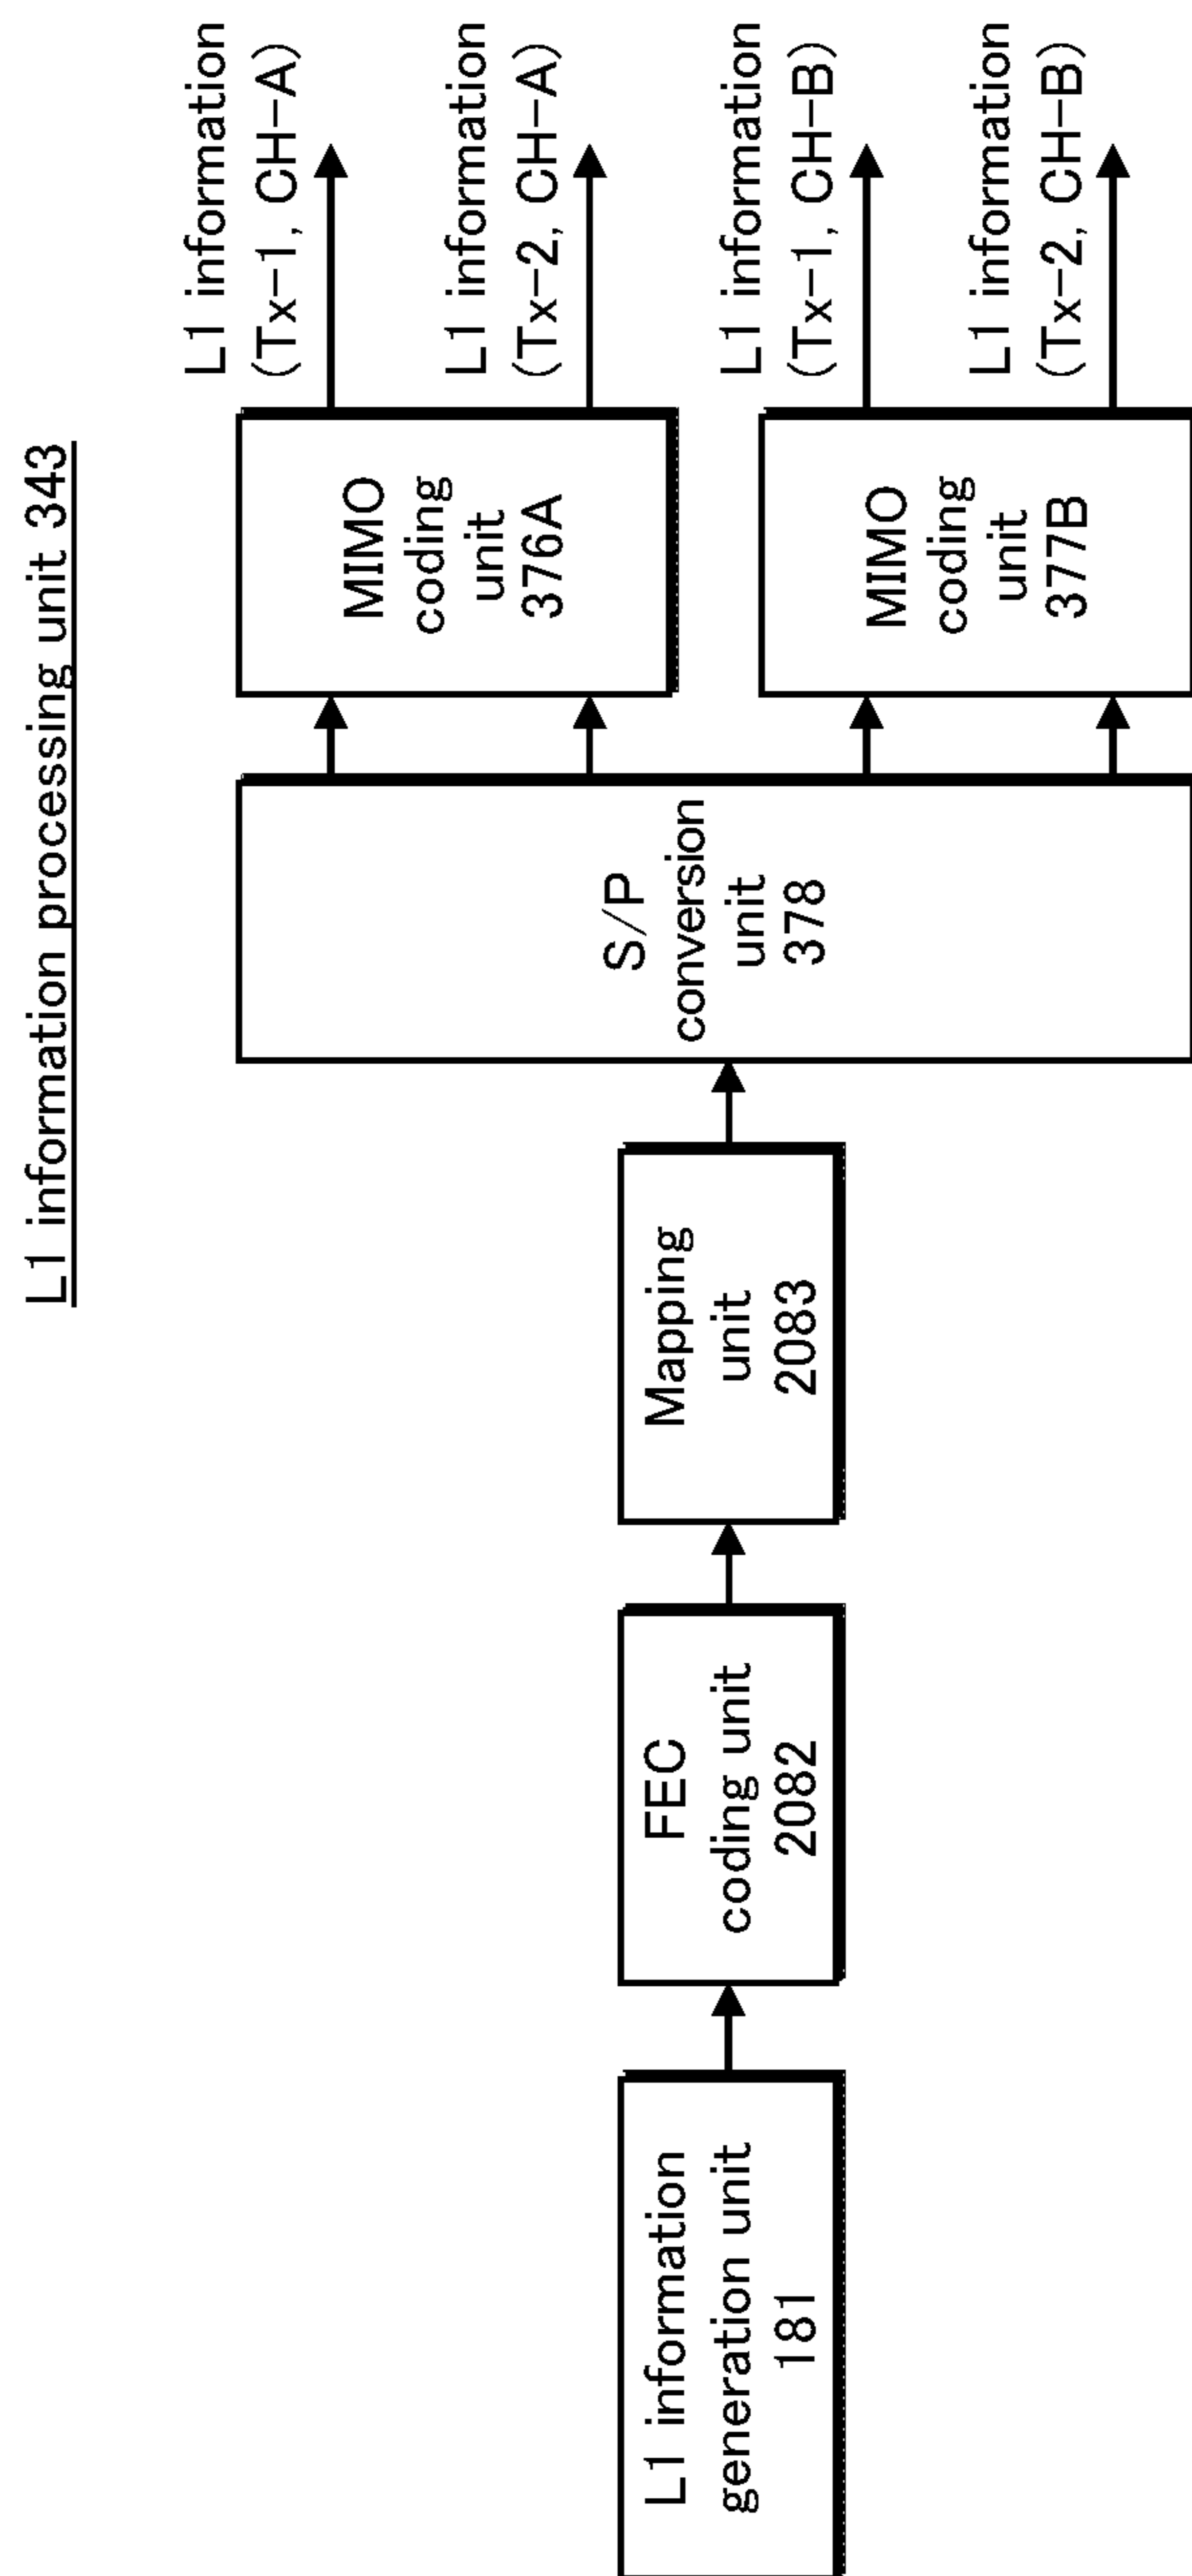 L1 information processing unit 343
L1 information
generation unit
181
FEC
coding unit
2082
Mapping
unit
2083
S/P
conversion
unit
378
MIMO
coding
unit
376A
MIMO
coding
unit
377B
L1 information
(Tx-1, CH-A)
L1 information
(Tx-2, CH-A)
L1 information
(Tx-1, CH-B)
L1 information
(Tx-2, CH-B)